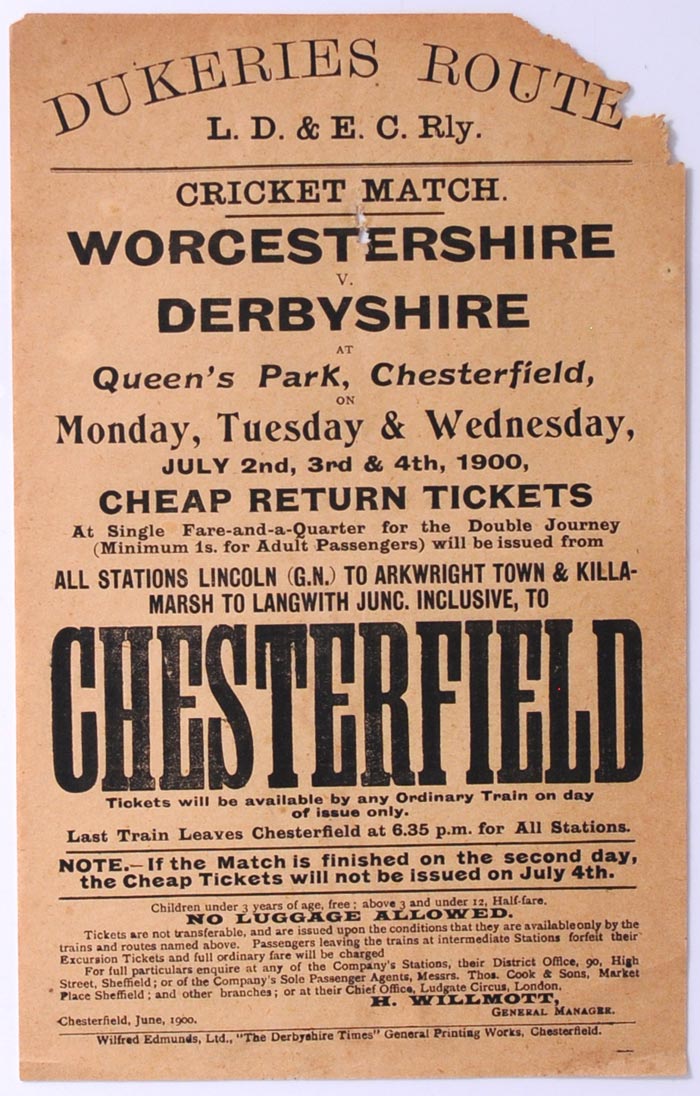 DUKERIES ROUTE
L. D. & E. C. Rly.
CRICKET MATCH.
WORCESTERSHIRE
V.
DERBYSHIRE
AT
Queen's Park, Chesterfield,
ON
Monday, Tuesday & Wednesday,
JULY 2nd, 3rd & 4th, 1900,
CHEAP RETURN TICKETS
At Single Fare-and-a-Quarter for the Double Journey
(Minimum 1s. for Adult Passengers) will be issued from
ALL STATIONS LINCOLN (G.N.) TO ARKWRIGHT TOWN & KILLA-
MARSH TO LANGWITH JUNC. INCLUSIVE, TO
CHESTERFIELD
Tickets will be available by any Ordinary Train on day
of issue only.
Last Train Leaves Chesterfield at 6.35 p.m. for All Stations.
NOTE.—If the Match is finished on the second day,
the Cheap Tickets will not be issued on July 4th.
Children under 3 years of age, free; above 3 and under 12, Half-fare.
NO LUGGAGE ALLOWED.
Tickets are not transferable, and are issued upon the conditions that they are available only by the
trains and routes named above. Passengers leaving the trains at intermediate Stations forfeit their
Excursion Tickets and full ordinary fare will be charged
For full particulars enquire at any of the Company's Stations, their District Office, 90, High
Street, Sheffield; or of the Company's Sole Passenger Agents, Messrs. Thos. Cook & Sons, Market
Place Sheffield; and other branches; or at their Chief Office, Ludgate Circus, London.
H. WILLMOTT,
GENERAL MANAGER.
Chesterfield, June, 1900.
Wilfred Edmunds, Ltd., "The Derbyshire Times" General Printing Works, Chesterfield.